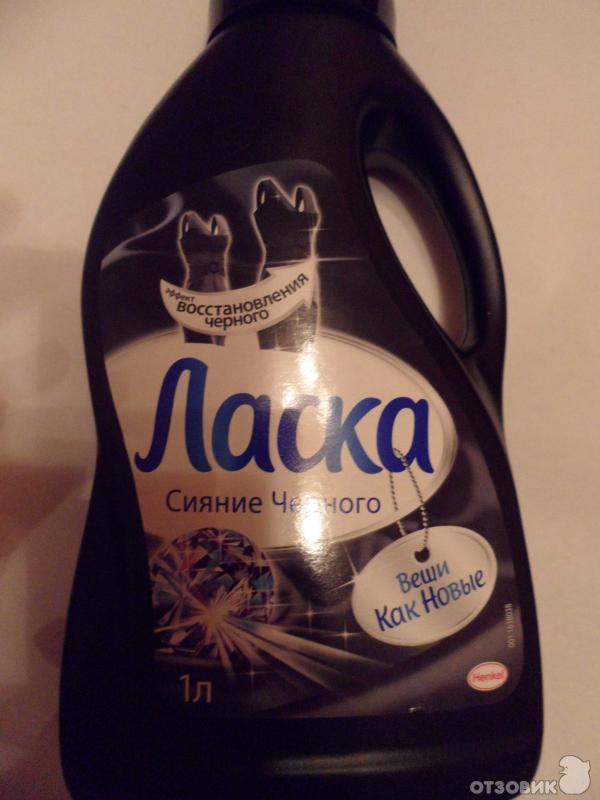 эффект
восстановления
черного
Ласка
Сияние Черного
Вещи
Как Новые
1л
Henkel
ОТЗОВИК